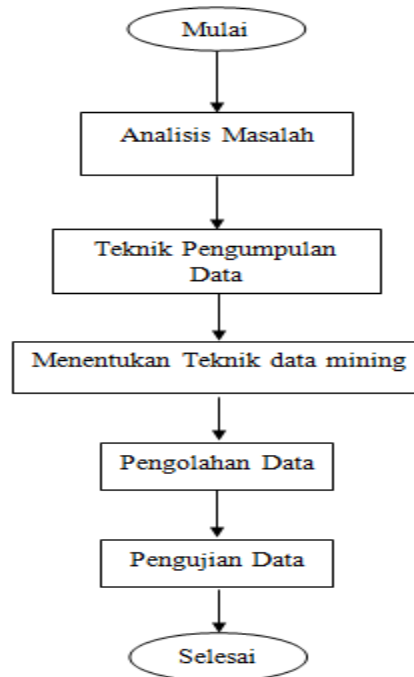 Mulai
Analisis Masalah
Teknik Pengumpulan
Data
Menentukan Teknik data mining
Pengolahan Data
Pengujian Data
Selesai